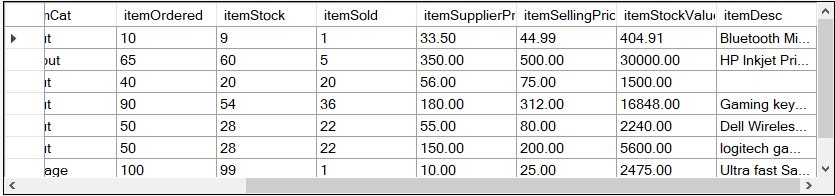 nCat itemOrdered itemStock itemSold itemSupplierPr itemSellingPric itemStockValue itemDesc
ut 10 9 1 33.50 44.99 404.91 Bluetooth Mi...
out 65 60 5 350.00 500.00 30000.00 HP Inkjet Pri...
ut 40 20 20 56.00 75.00 1500.00
ut 90 54 36 180.00 312.00 16848.00 Gaming key...
ut 50 28 22 55.00 80.00 2240.00 Dell Wireles...
ut 50 28 22 150.00 200.00 5600.00 logitech ga...
age 100 99 1 10.00 25.00 2475.00 Ultra fast Sa...